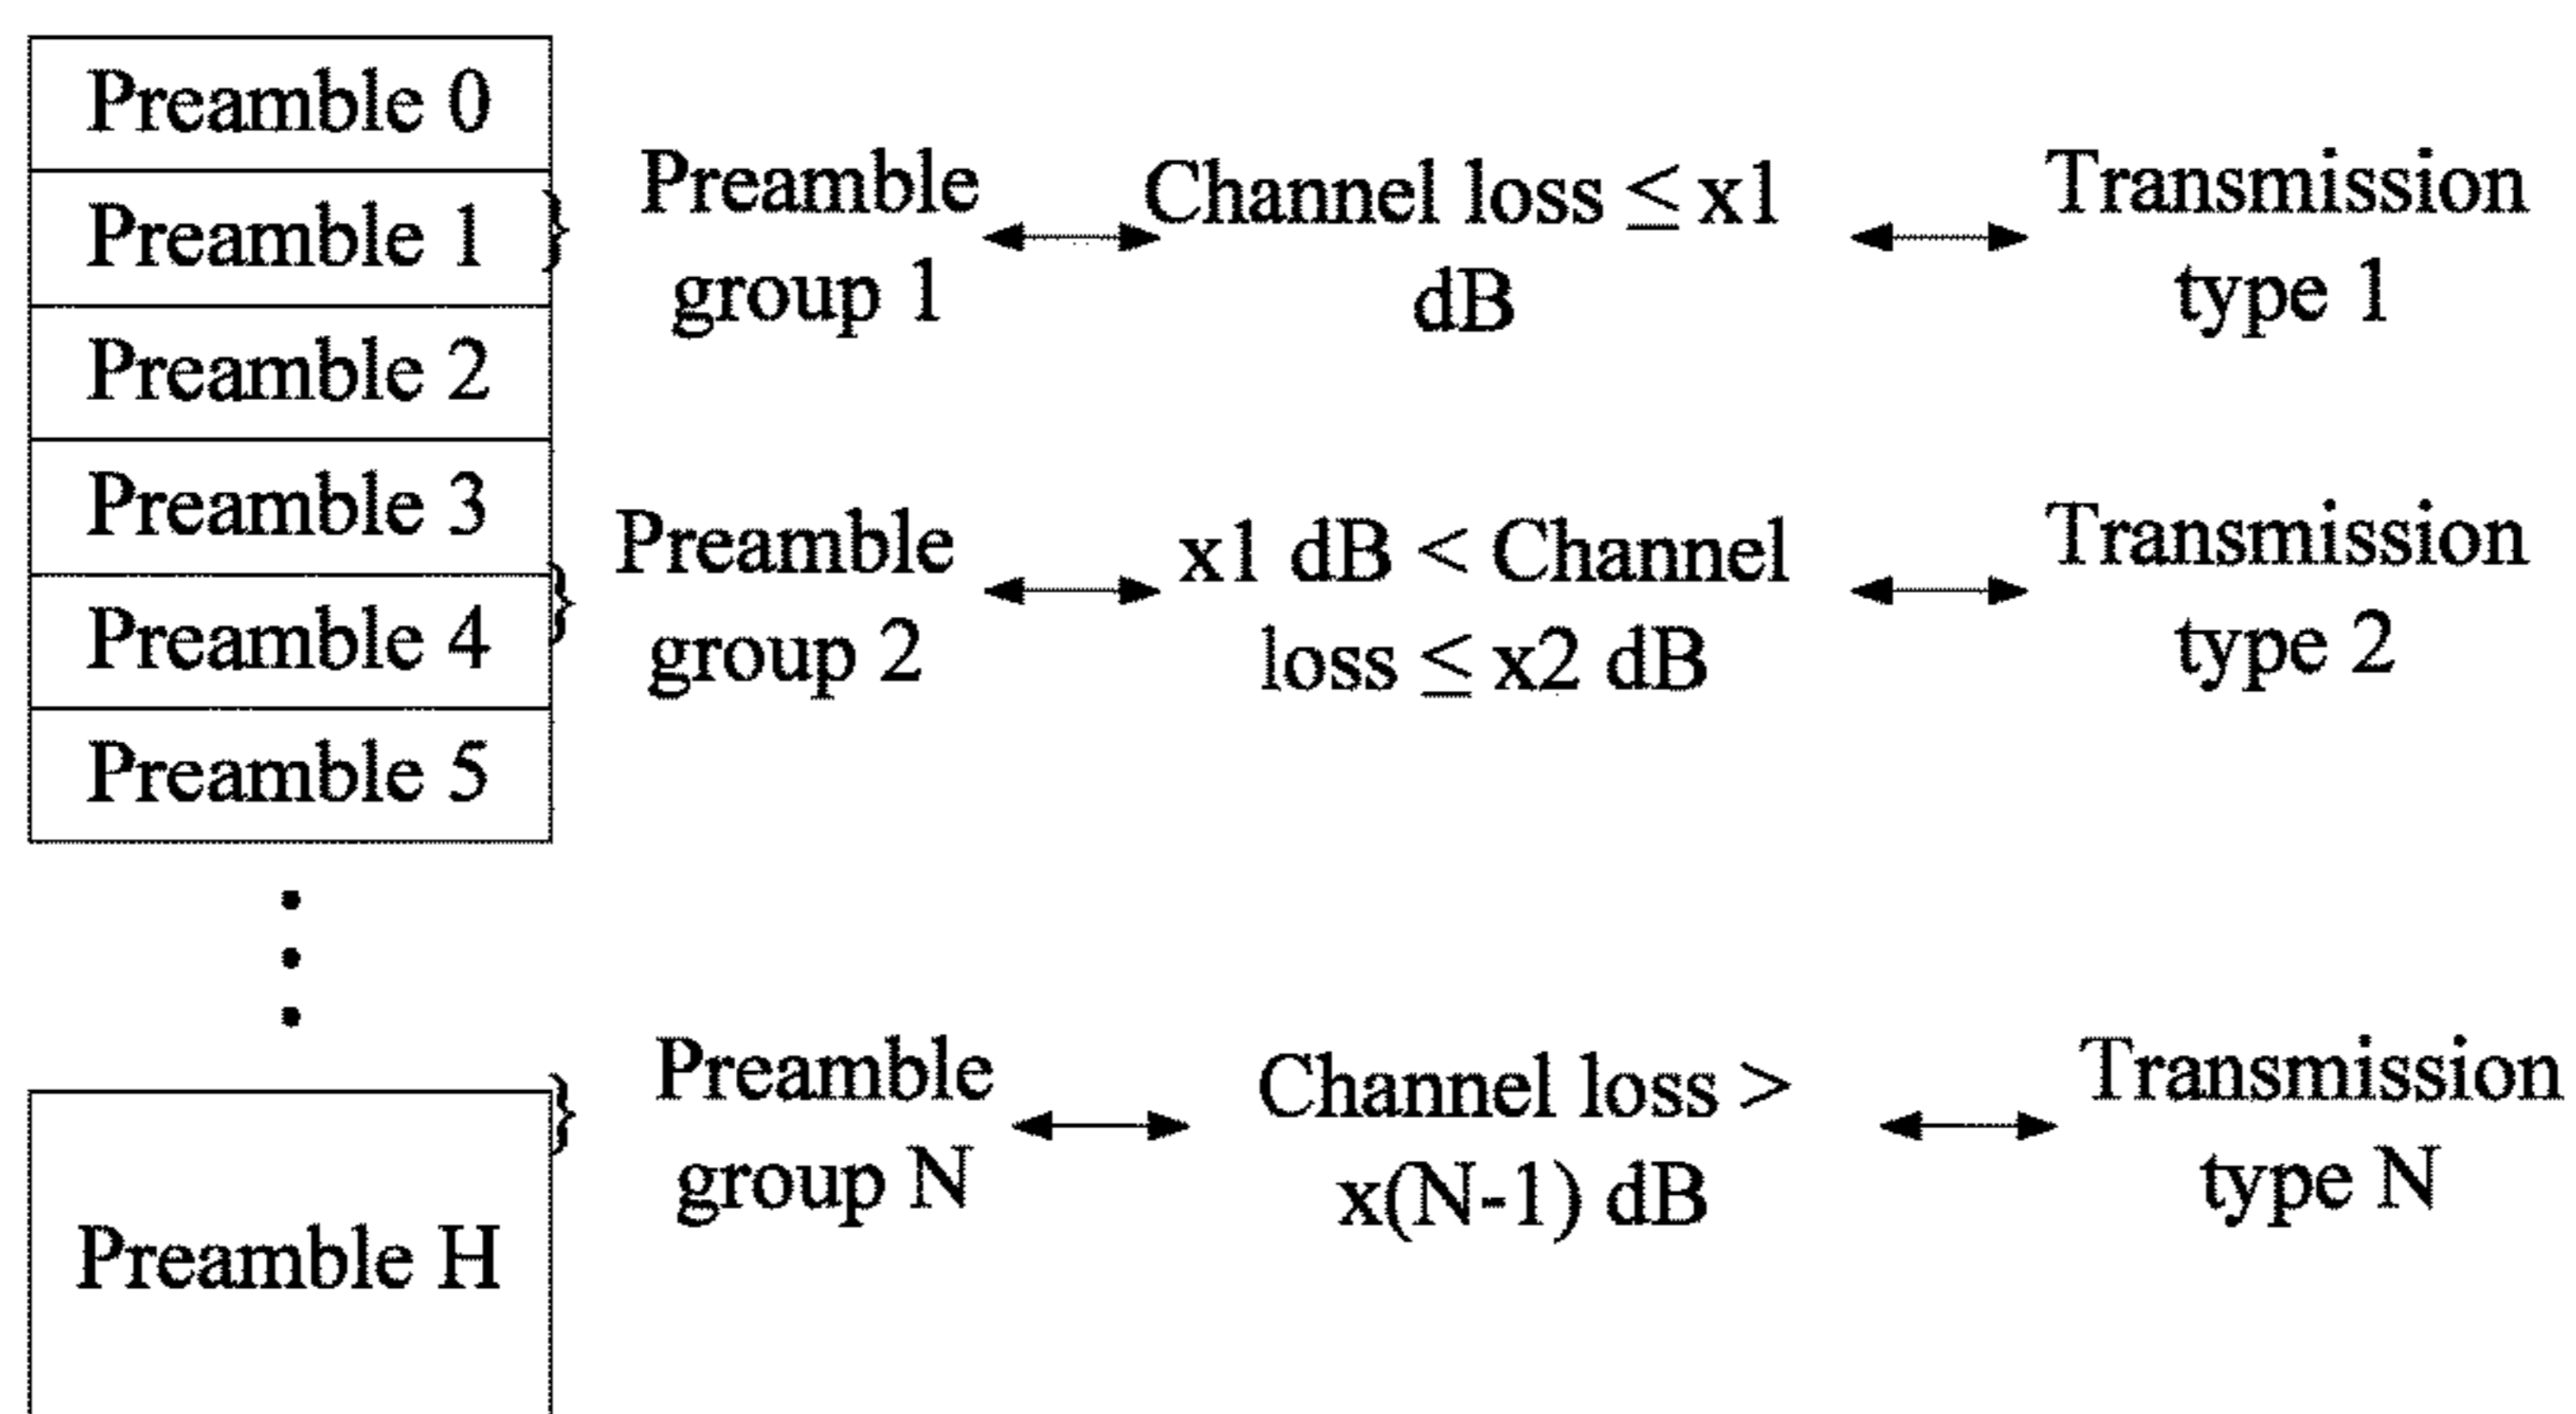 Preamble 0
Preamble 1
Preamble 2
Preamble 3
Preamble 4
Preamble 5
Preamble H
Preamble
group 1
Channel loss ≤ x1
dB
Transmission
type 1
Preamble
group 2
x1 dB < Channel
loss ≤ x2 dB
Transmission
type 2
Preamble
group N
Channel loss >
x(N-1) dB
Transmission
type N